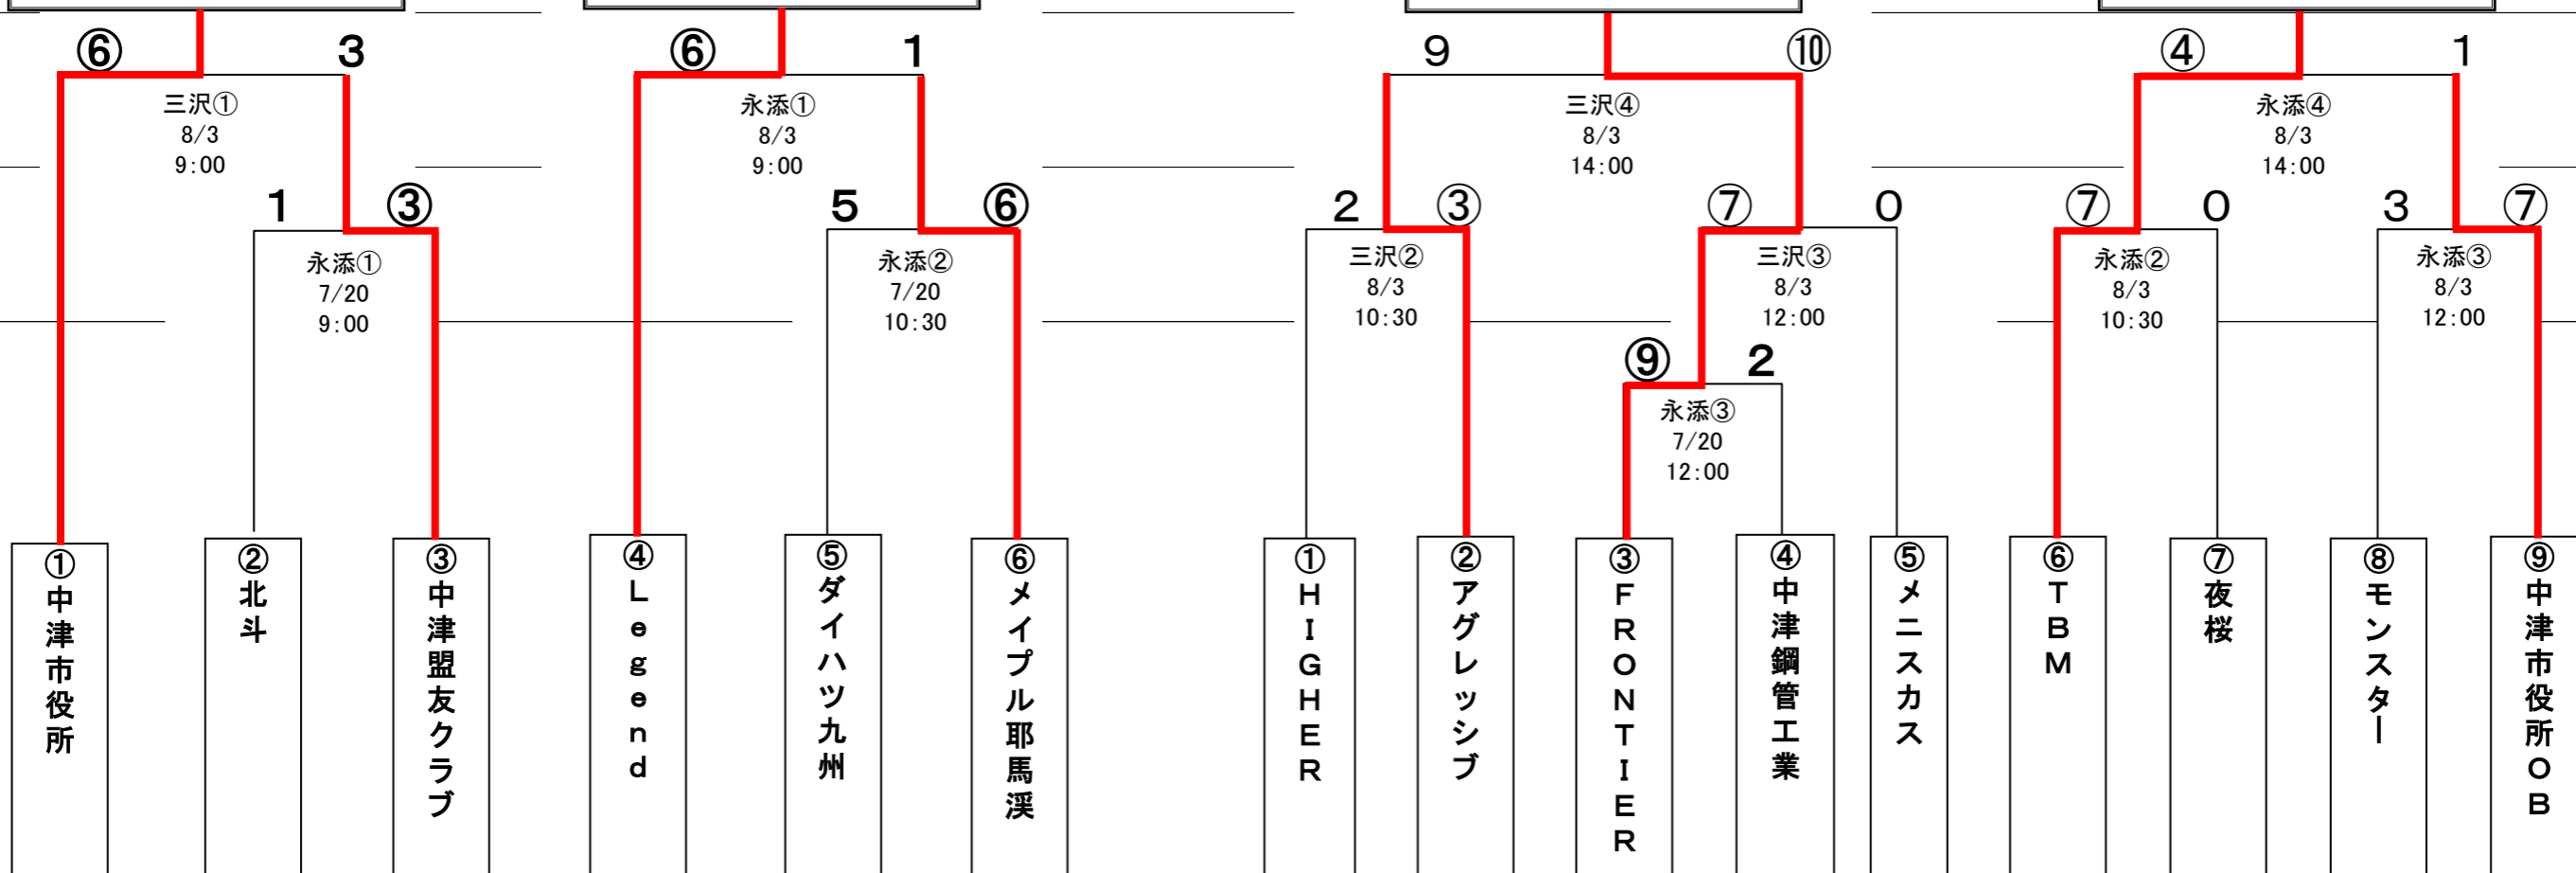 ⑥ 3 ⑥ 1 9 ⑩ ④ 1
三沢① 永添① 三沢④ 永添④
8/3 8/3 8/3 8/3
9:00 9:00 14:00 14:00
1 ③ 5 ⑥ 2 ③ ⑦ 0 ⑦ 0 3 ⑦
永添① 永添② 三沢② 三沢③ 永添② 永添③
7/20 7/20 8/3 8/3 8/3 8/3
9:00 10:30 10:30 12:00 10:30 12:00
⑨ 2
永添③
7/20
12:00
①中津市役所
②北斗
③中津盟友クラブ
④Legend
⑤ダイハツ九州
⑥メイプル耶馬渓
①HIGHER
②アグレッシブ
③FRONTIER
④中津鋼管工業
⑤メニスカス
⑥TBM
⑦夜桜
⑧モンスター
⑨中津市役所OB